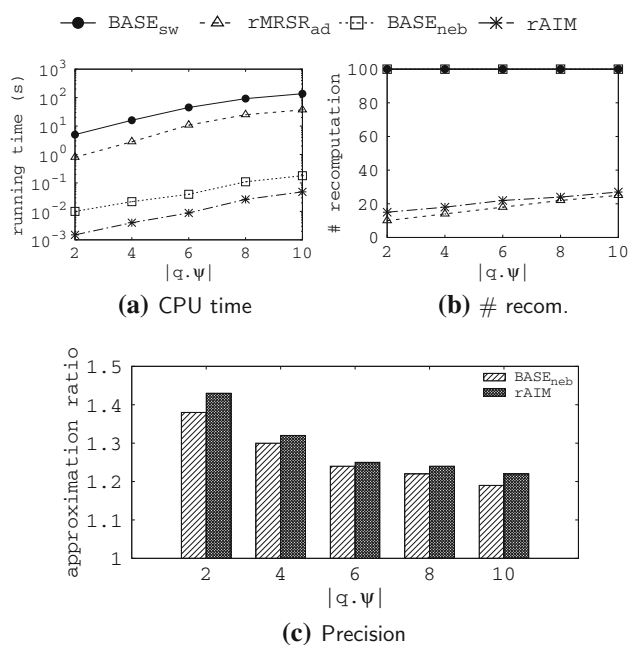 BASEsw rMRSRad BASEneb rAIM
running time (s)
10³
10²
10¹
10⁰
10⁻¹
10⁻²
10⁻³
2 4 6 8 10
|q.ψ|
(a) CPU time
# recomputation
100
80
60
40
20
0
2 4 6 8 10
|q.ψ|
(b) # recom.
approximation ratio
1.5
1.4
1.3
1.2
1.1
1
BASEneb
rAIM
2 4 6 8 10
|q.ψ|
(c) Precision